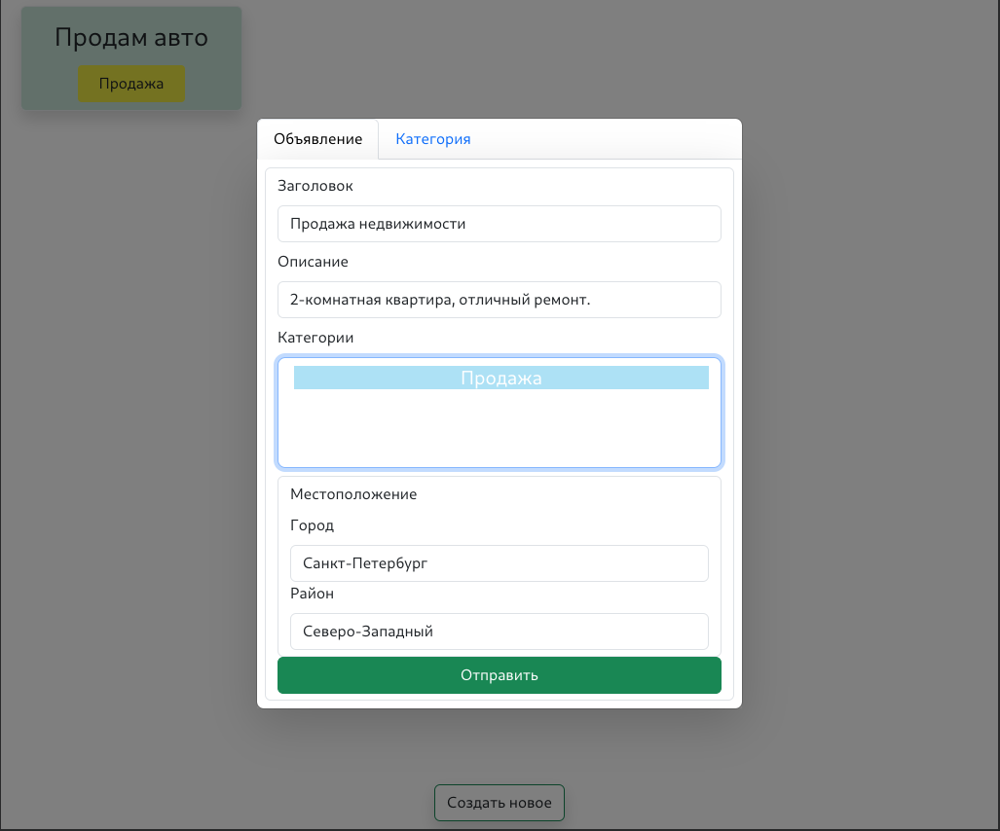 Продам авто
Продажа
Объявление Категория
Заголовок
Продажа недвижимости
Описание
2-комнатная квартира, отличный ремонт.
Категории
Продажа
Местоположение
Город
Санкт-Петербург
Район
Северо-Западный
Отправить
Создать новое